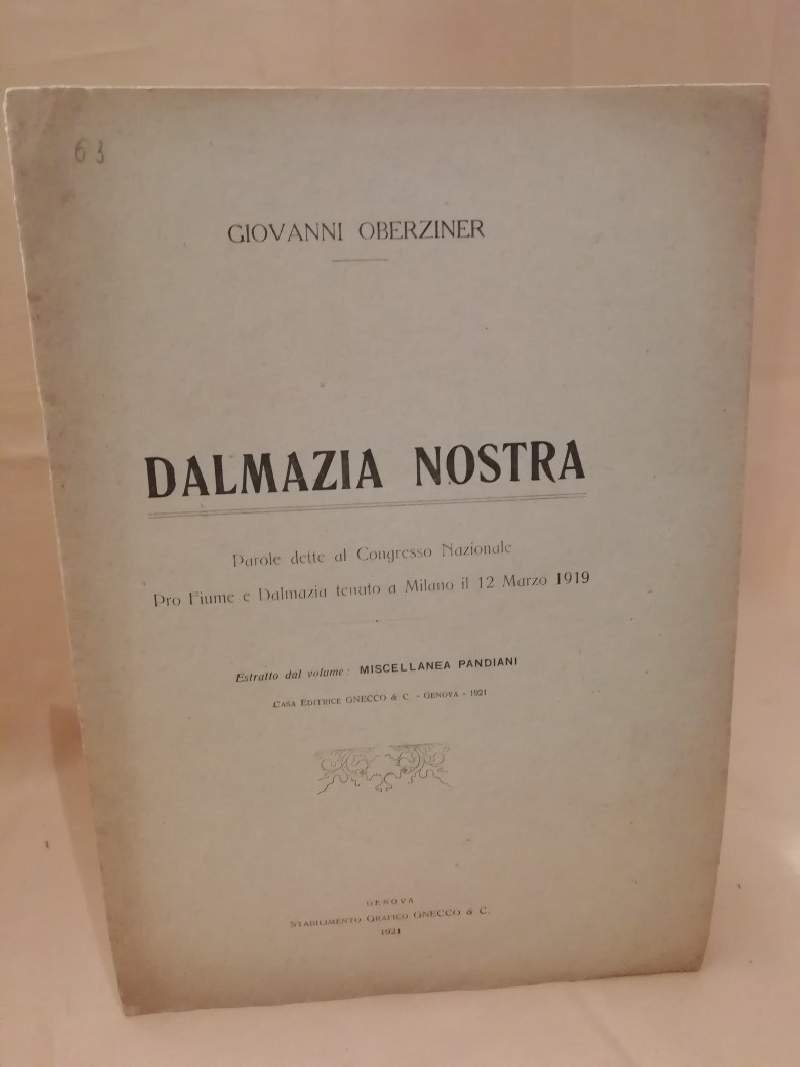 63
GIOVANNI OBERZINER
DALMAZIA NOSTRA
Parole dette al Congresso Nazionale
Pro Fiume e Dalmazia tenuto a Milano il 12 Marzo 1919
Estratto dal volume: MISCELLANEA PANDIANI
CASA EDITRICE GNECCO & C. - GENOVA - 1921
GENOVA
STABILIMENTO GRAFICO GNECCO & C.
1921